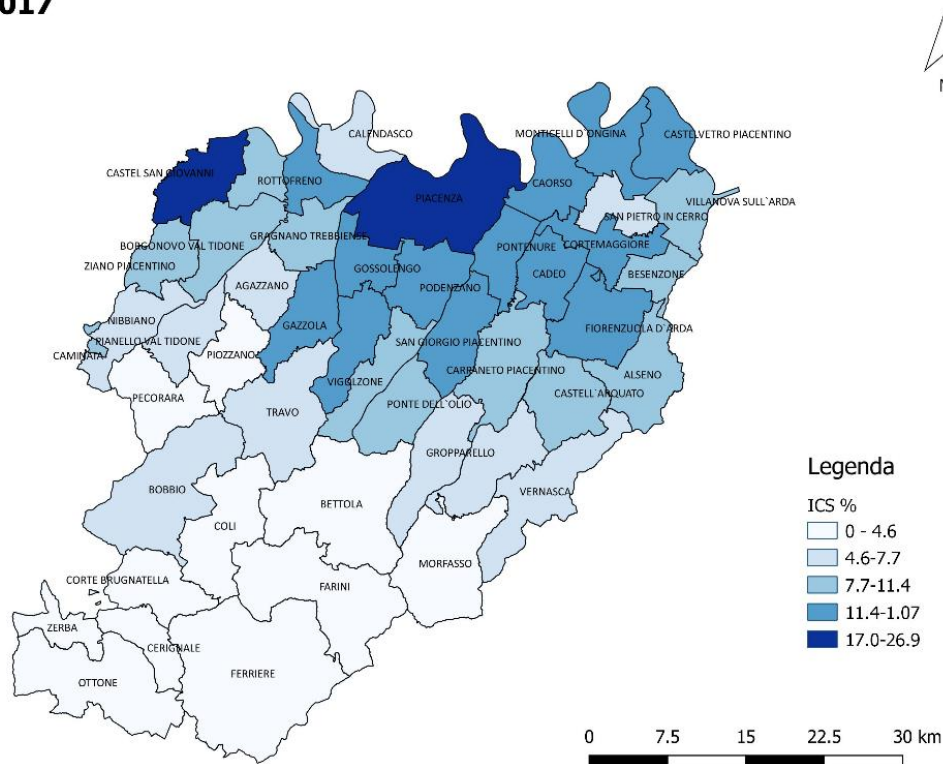 017
N
CALENDASCO
MONTICELLI D`ONGINA
CASTELVETRO PIACENTINO
CASTEL SAN GIOVANNI
ROTTOFRENO
CAORSO
PIACENZA
VILLANOVA SULL`ARDA
SAN PIETRO IN CERRO
GRAGNANO TREBBIENSE
BORGONOVO VAL TIDONE
PONTENURE
CORTEMAGGIORE
ZIANO PIACENTINO
GOSSOLENGO
CADEO
BESENZONE
AGAZZANO
PODENZANO
NIBBIANO
GAZZOLA
FIORENZUOLA D`ARDA
PIANELLO VAL TIDONE
SAN GIORGIO PIACENTINO
CAMINATA
PIOZZANO
CARPANETO PIACENTINO
ALSENO
VIGOLZONE
PECORARA
CASTELL`ARQUATO
PONTE DELL`OLIO
TRAVO
GROPPARELLO
BOBBIO
VERNASCA
BETTOLA
COLI
MORFASSO
CORTE BRUGNATELLA
FARINI
ZERBA
CERIGNALE
FERRIERE
OTTONE
Legenda
ICS %
0 - 4.6
4.6-7.7
7.7-11.4
11.4-1.07
17.0-26.9
0 7.5 15 22.5 30 km